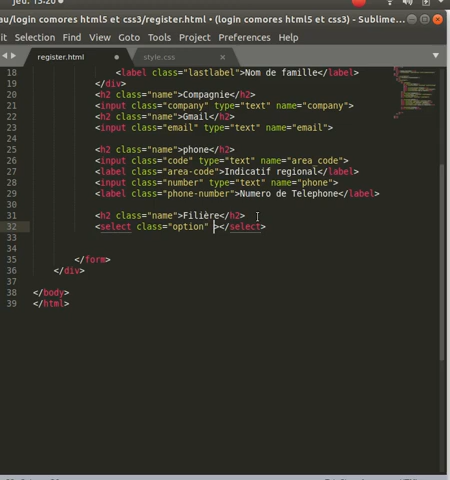 jeu. 13:20
au/login comores html5 et css3/register.html • (login comores html5 et css3) - Sublime...
it Selection Find View Goto Tools Project Preferences Help
register.html
style.css
18 <label class="lastlabel">Nom de famille</label>
19 </div>
20 <h2 class="name">Compagnie</h2>
21 <input class="company" type="text" name="company">
22 <h2 class="name">Gmail</h2>
23 <input class="email" type="text" name="email">
24
25 <h2 class="name">phone</h2>
26 <input class="code" type="text" name="area_code">
27 <label class="area-code">Indicatif regional</label>
28 <input class="number" type="text" name="phone">
29 <label class="phone-number">Numero de Telephone</label>
30
31 <h2 class="name">Filière</h2>
32 <select class="option" ></select>
33
34
35 </form>
36 </div>
37
38 </body>
39 </html>